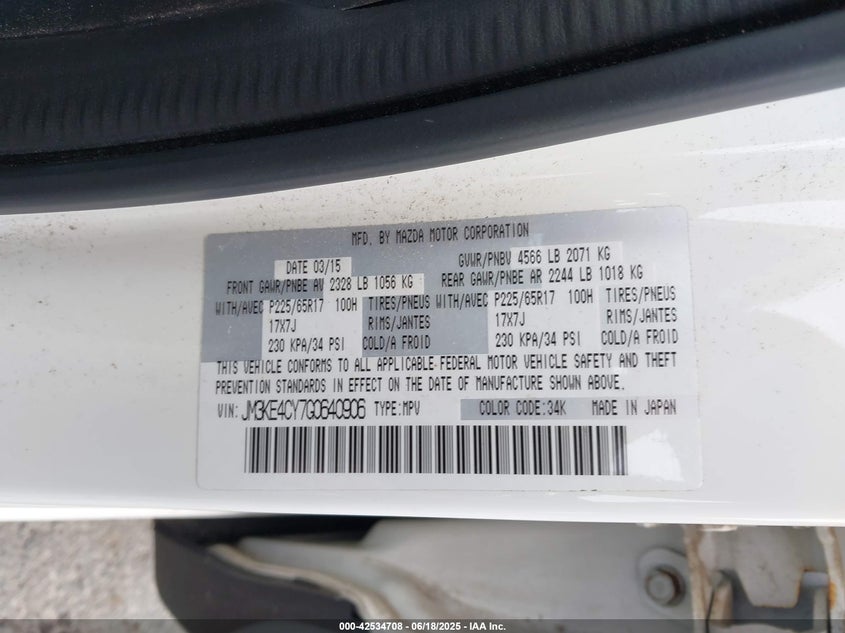 MFD. BY MAZDA MOTOR CORPORATION
DATE 03/15 GVWR/PNBV 4566 LB 2071 KG
FRONT GAWR/PNBE AV 2328 LB 1056 KG REAR GAWR/PNBE AR 2244 LB 1018 KG
WITH/AVEC P225/65R17 100H TIRES/PNEUS WITH/AVEC P225/65R17 100H TIRES/PNEUS
17X7J RIMS/JANTES 17X7J RIMS/JANTES
230 KPA/34 PSI COLD/A FROID 230 KPA/34 PSI COLD/A FROID
THIS VEHICLE CONFORMS TO ALL APPLICABLE FEDERAL MOTOR VEHICLE SAFETY AND THEFT
PREVENTION STANDARDS IN EFFECT ON THE DATE OF MANUFACTURE SHOWN ABOVE.
VIN: JM3KE4CY7G0640906 TYPE:MPV COLOR CODE:34K MADE IN JAPAN
000-42534708 - 06/18/2025 - IAA Inc.